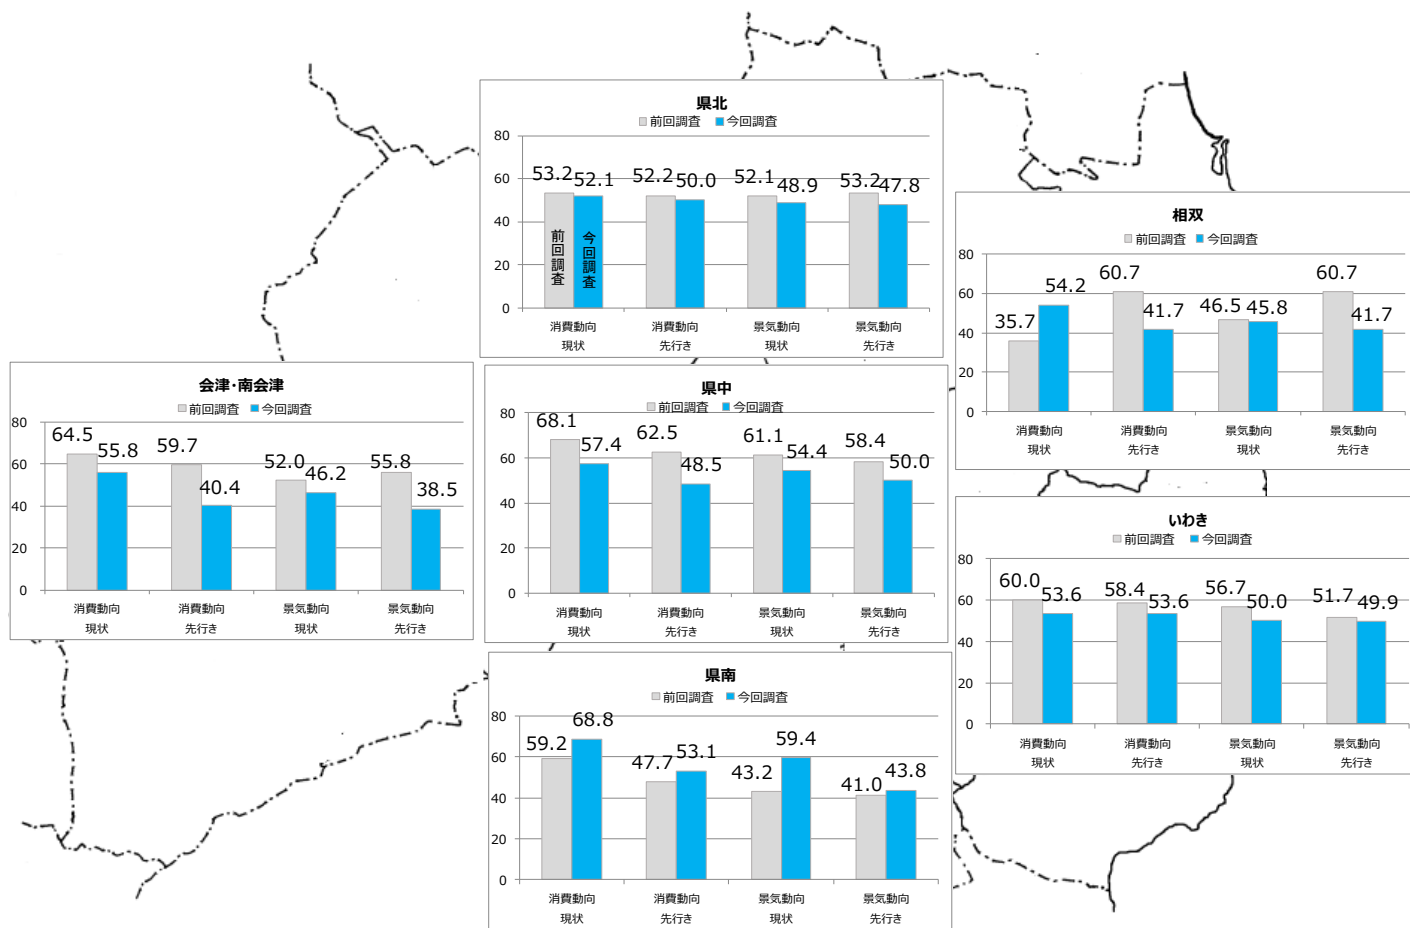 県北
前回調査 今回調査
80
60
40
20
0
53.2 52.1 52.2 50.0 52.1 48.9 53.2 47.8
前回調査
今回調査
消費動向 消費動向 景気動向 景気動向
現状 先行き 現状 先行き
相双
前回調査 今回調査
80
60
40
20
0
35.7 54.2 60.7 41.7 46.5 45.8 60.7 41.7
消費動向 消費動向 景気動向 景気動向
現状 先行き 現状 先行き
会津・南会津
前回調査 今回調査
80
60
40
20
0
64.5 55.8 59.7 40.4 52.0 46.2 55.8 38.5
消費動向 消費動向 景気動向 景気動向
現状 先行き 現状 先行き
県中
前回調査 今回調査
80
60
40
20
0
68.1 57.4 62.5 48.5 61.1 54.4 58.4 50.0
消費動向 消費動向 景気動向 景気動向
現状 先行き 現状 先行き
いわき
前回調査 今回調査
80
60
40
20
0
60.0 53.6 58.4 53.6 56.7 50.0 51.7 49.9
消費動向 消費動向 景気動向 景気動向
現状 先行き 現状 先行き
県南
前回調査 今回調査
80
60
40
20
0
59.2 68.8 47.7 53.1 43.2 59.4 41.0 43.8
消費動向 消費動向 景気動向 景気動向
現状 先行き 現状 先行き